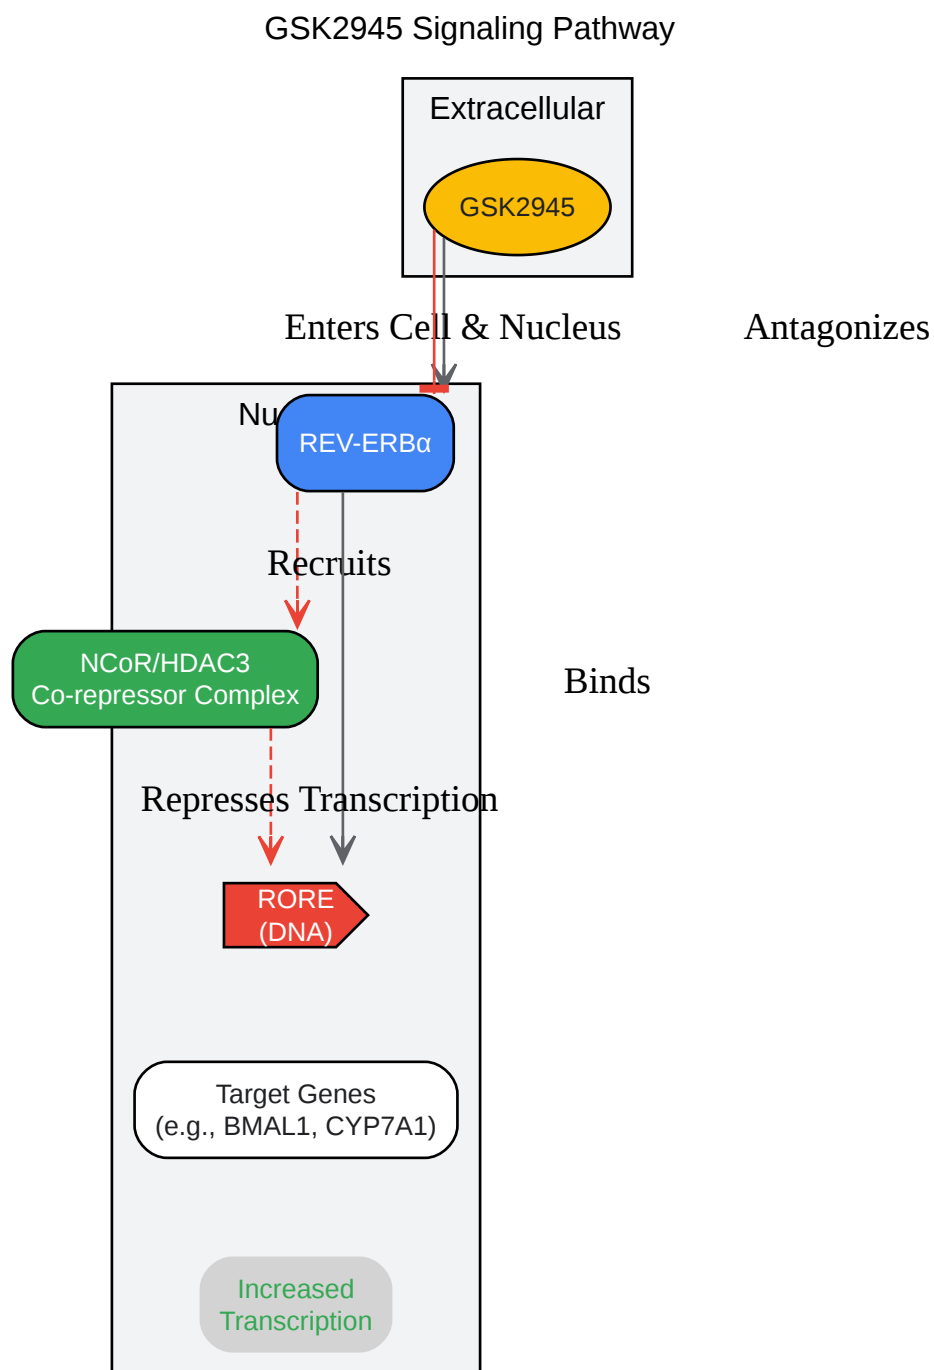 GSK2945 Signaling Pathway
Extracellular
GSK2945
Enters Cell & Nucleus
Antagonizes
Nu
REV-ERBα
Recruits
NCoR/HDAC3
Co-repressor Complex
Binds
Represses Transcription
RORE
(DNA)
Target Genes
(e.g., BMAL1, CYP7A1)
Increased
Transcription